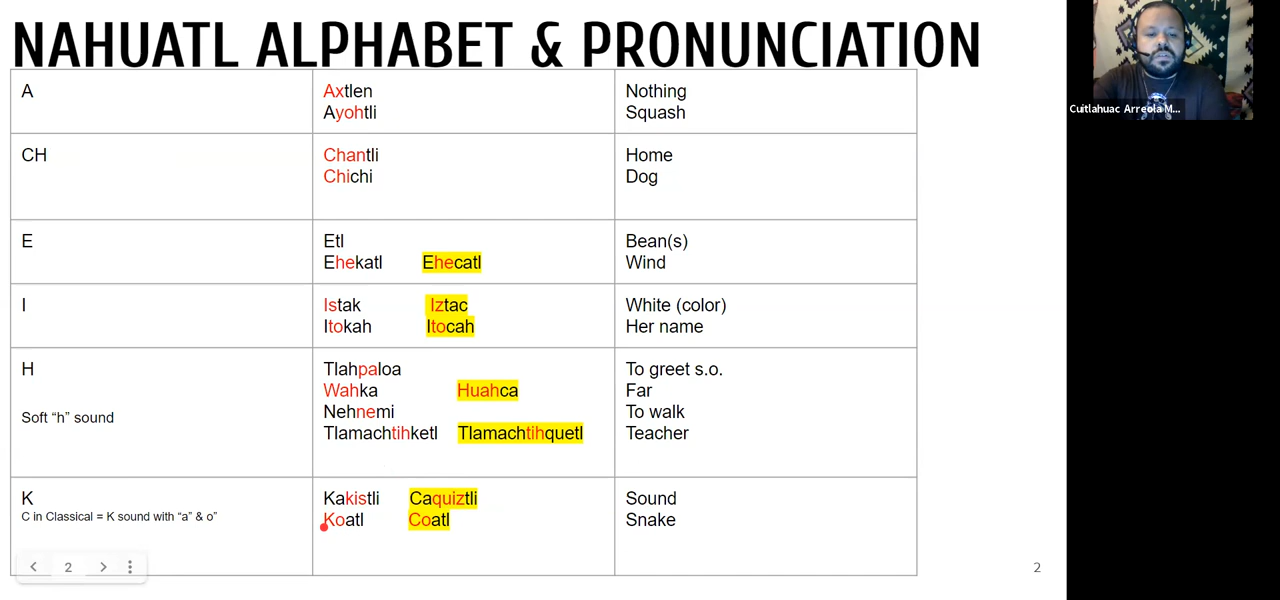 NAHUATL ALPHABET & PRONUNCIATION
A
Axtlen
Nothing
Ayohtli
Squash
CH
Chantli
Home
Chichi
Dog
E
Etl
Bean(s)
Ehekatl Ehecatl
Wind
I
Istak Iztac
White (color)
Itokah Itocah
Her name
H
Soft “h” sound
Tlahpaloa
To greet s.o.
Wahka Huahca
Far
Nehnemi
To walk
Tlamachtihketl Tlamachtihquetl
Teacher
K
C in Classical = K sound with “a” & o”
Kakistli Caquiztli
Sound
Koatl Coatl
Snake
2
2
Cuitlahuac Arreola M...